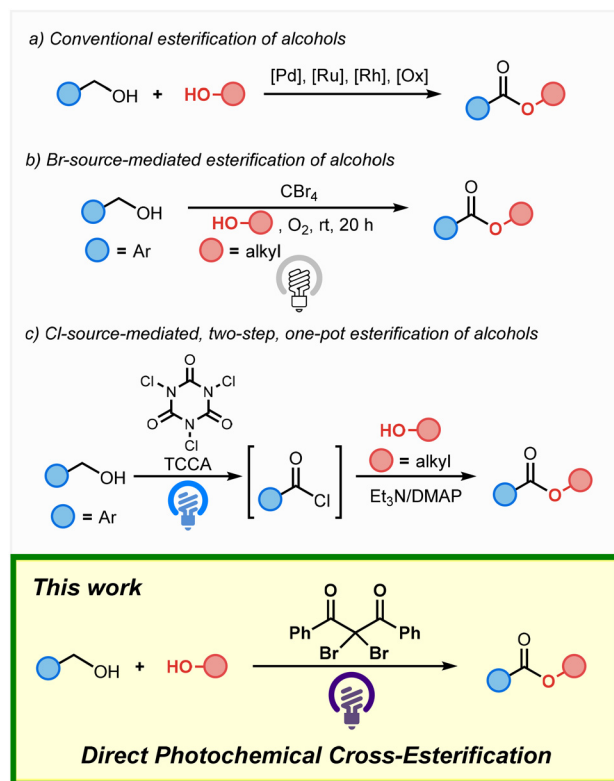 a) Conventional esterification of alcohols
OH + HO [Pd], [Ru], [Rh], [Ox] O O
b) Br-source-mediated esterification of alcohols
OH CBr₄ O O
HO , O₂, rt, 20 h
= Ar = alkyl
c) Cl-source-mediated, two-step, one-pot esterification of alcohols
O
Cl N N Cl
O N O
Cl
HO
= alkyl
OH TCCA O Cl Et₃N/DMAP O O
= Ar
This work
O O
Ph Ph
Br Br
OH + HO O O
Direct Photochemical Cross-Esterification